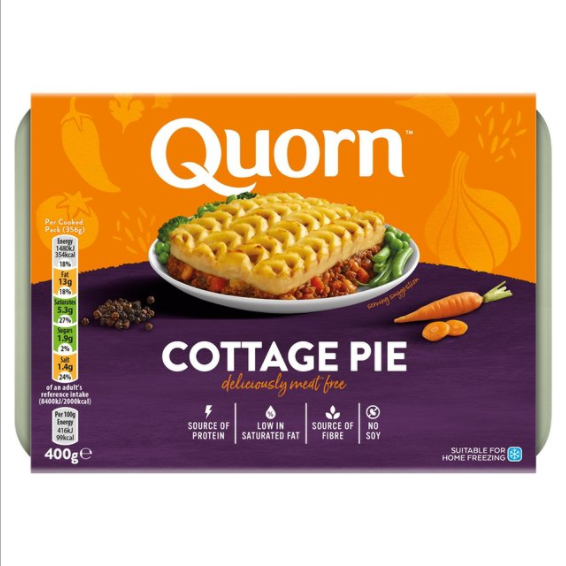 Quorn™
Per Cooked
Pack (356g)
Energy
1480kJ
354kcal
18%
Fat
13g
18%
Saturates
5.3g
27%
Sugars
1.9g
2%
Salt
1.4g
24%
of an adult's
reference intake
(8400kJ/2000kcal)
Per 100g
Energy
416kJ
99kcal
400g℮
serving suggestion
COTTAGE PIE
deliciously meat free
SOURCE OF
PROTEIN
%
LOW IN
SATURATED FAT
SOURCE OF
FIBRE
NO
SOY
SUITABLE FOR
HOME FREEZING